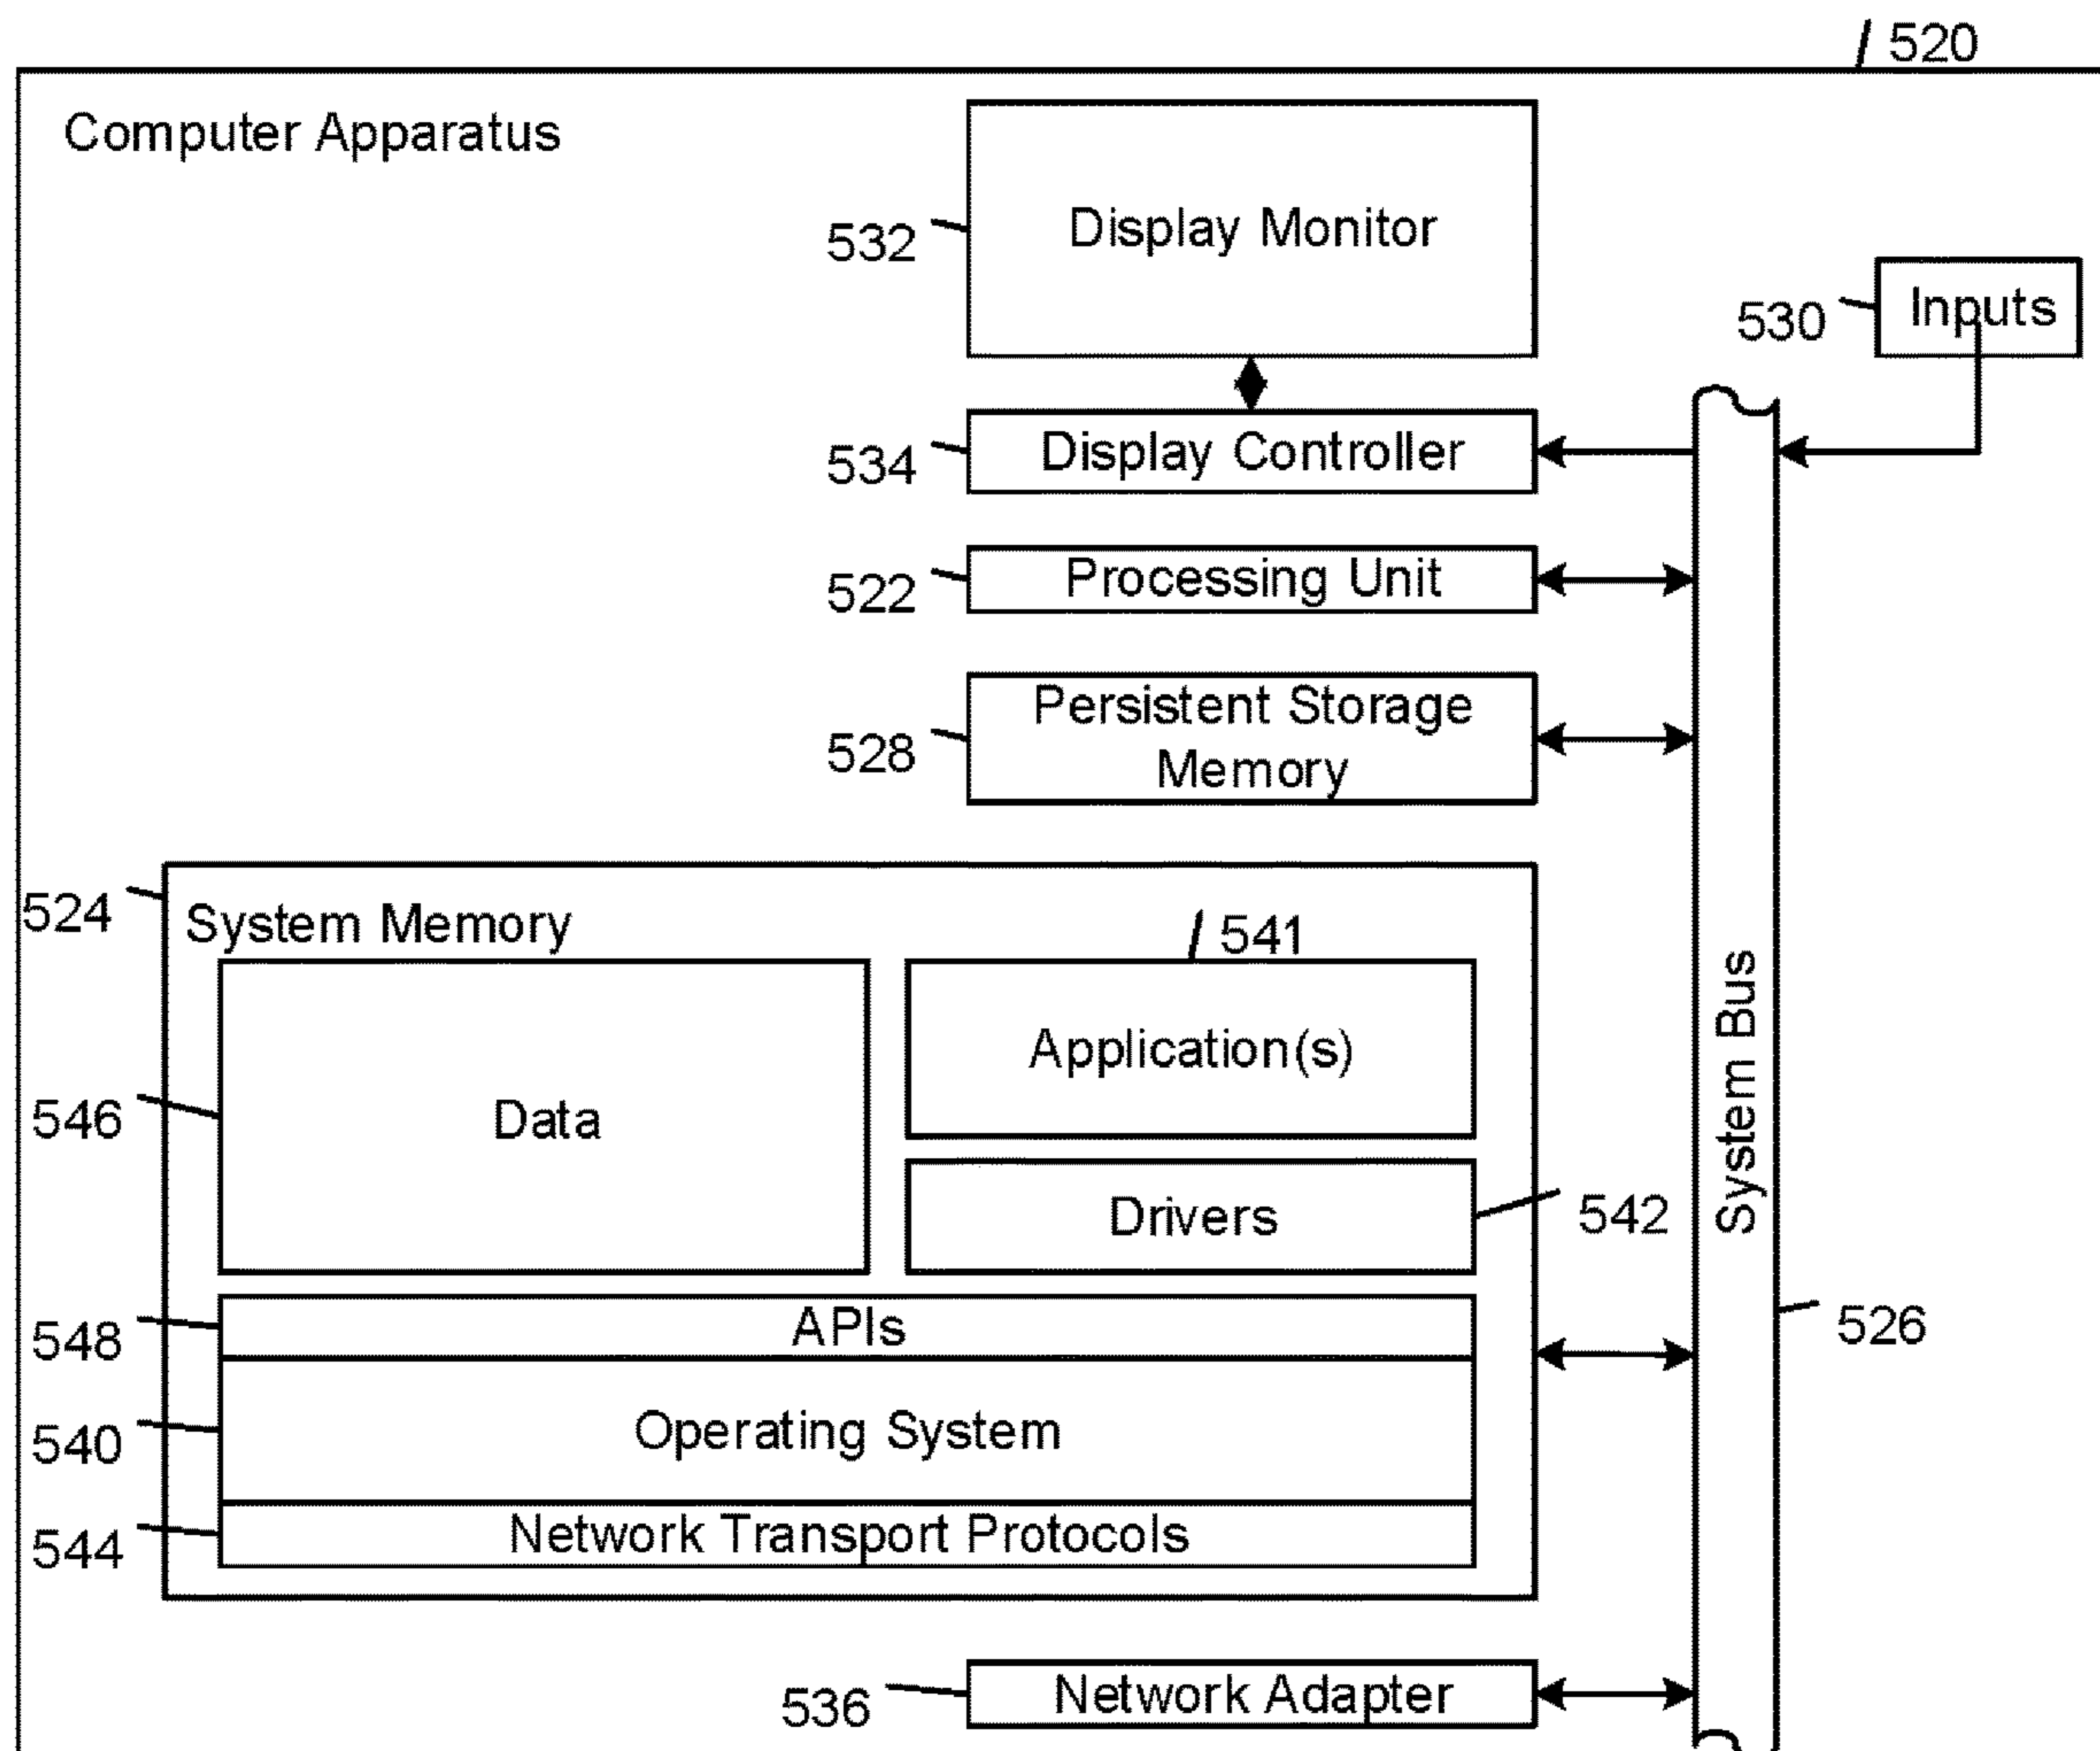 520
Computer Apparatus
532
Display Monitor
530
Inputs
534
Display Controller
522
Processing Unit
528
Persistent Storage
Memory
524
System Memory
541
Application(s)
546
Data
Drivers
542
System Bus
526
548
APIs
540
Operating System
544
Network Transport Protocols
536
Network Adapter